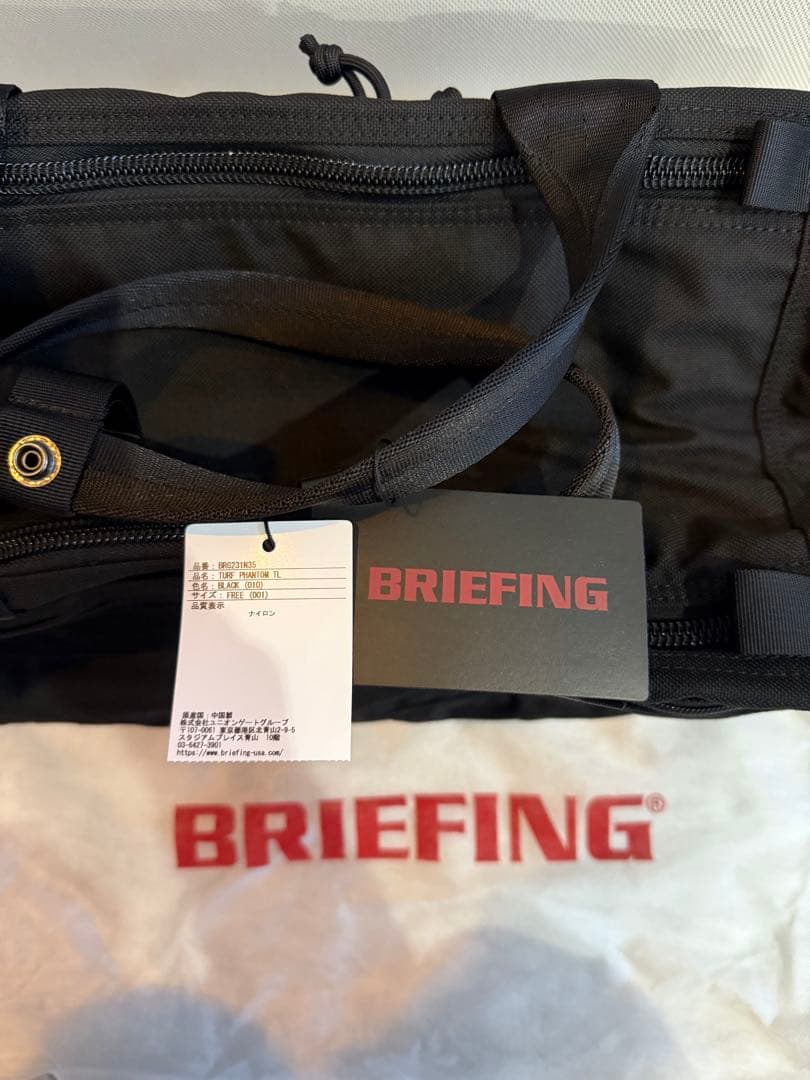 品番：BRG231N35
品名：TURF PHANTOM TL
色名：BLACK (010)
サイズ：FREE (001)
品質表示
ナイロン
原産国：中国製
株式会社ユニオンゲートグループ
〒107-0061 東京都港区北青山2-9-5
スタジアムプレイス青山 10階
03-6427-3901
https://www.briefing-usa.com/
BRIEFING
BRIEFING®